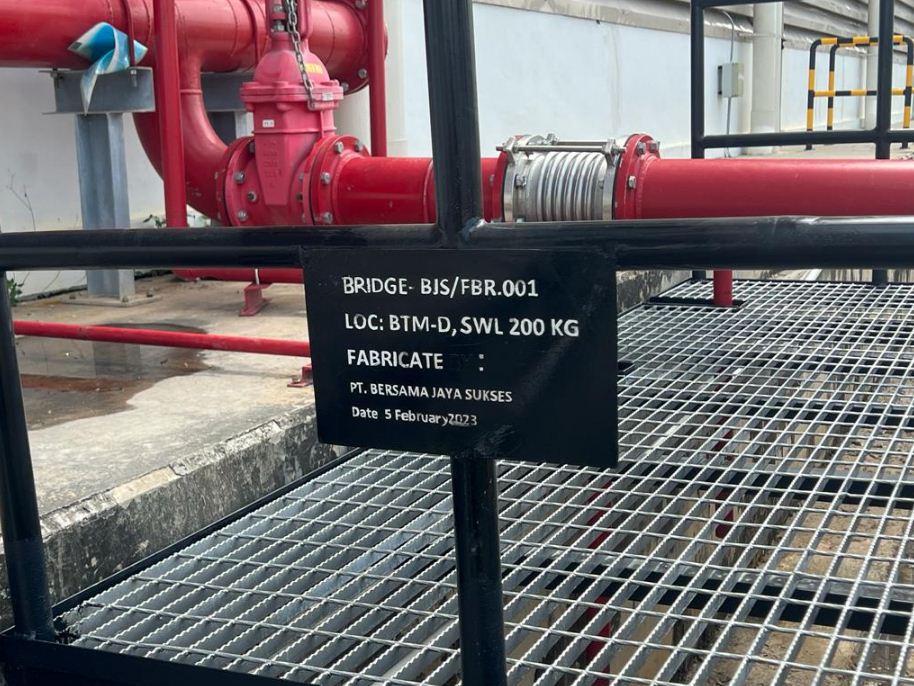 BRIDGE- BJS/FBR.001
LOC: BTM-D, SWL 200 KG
FABRICATE :
PT. BERSAMA JAYA SUKSES
Date 5 February2023